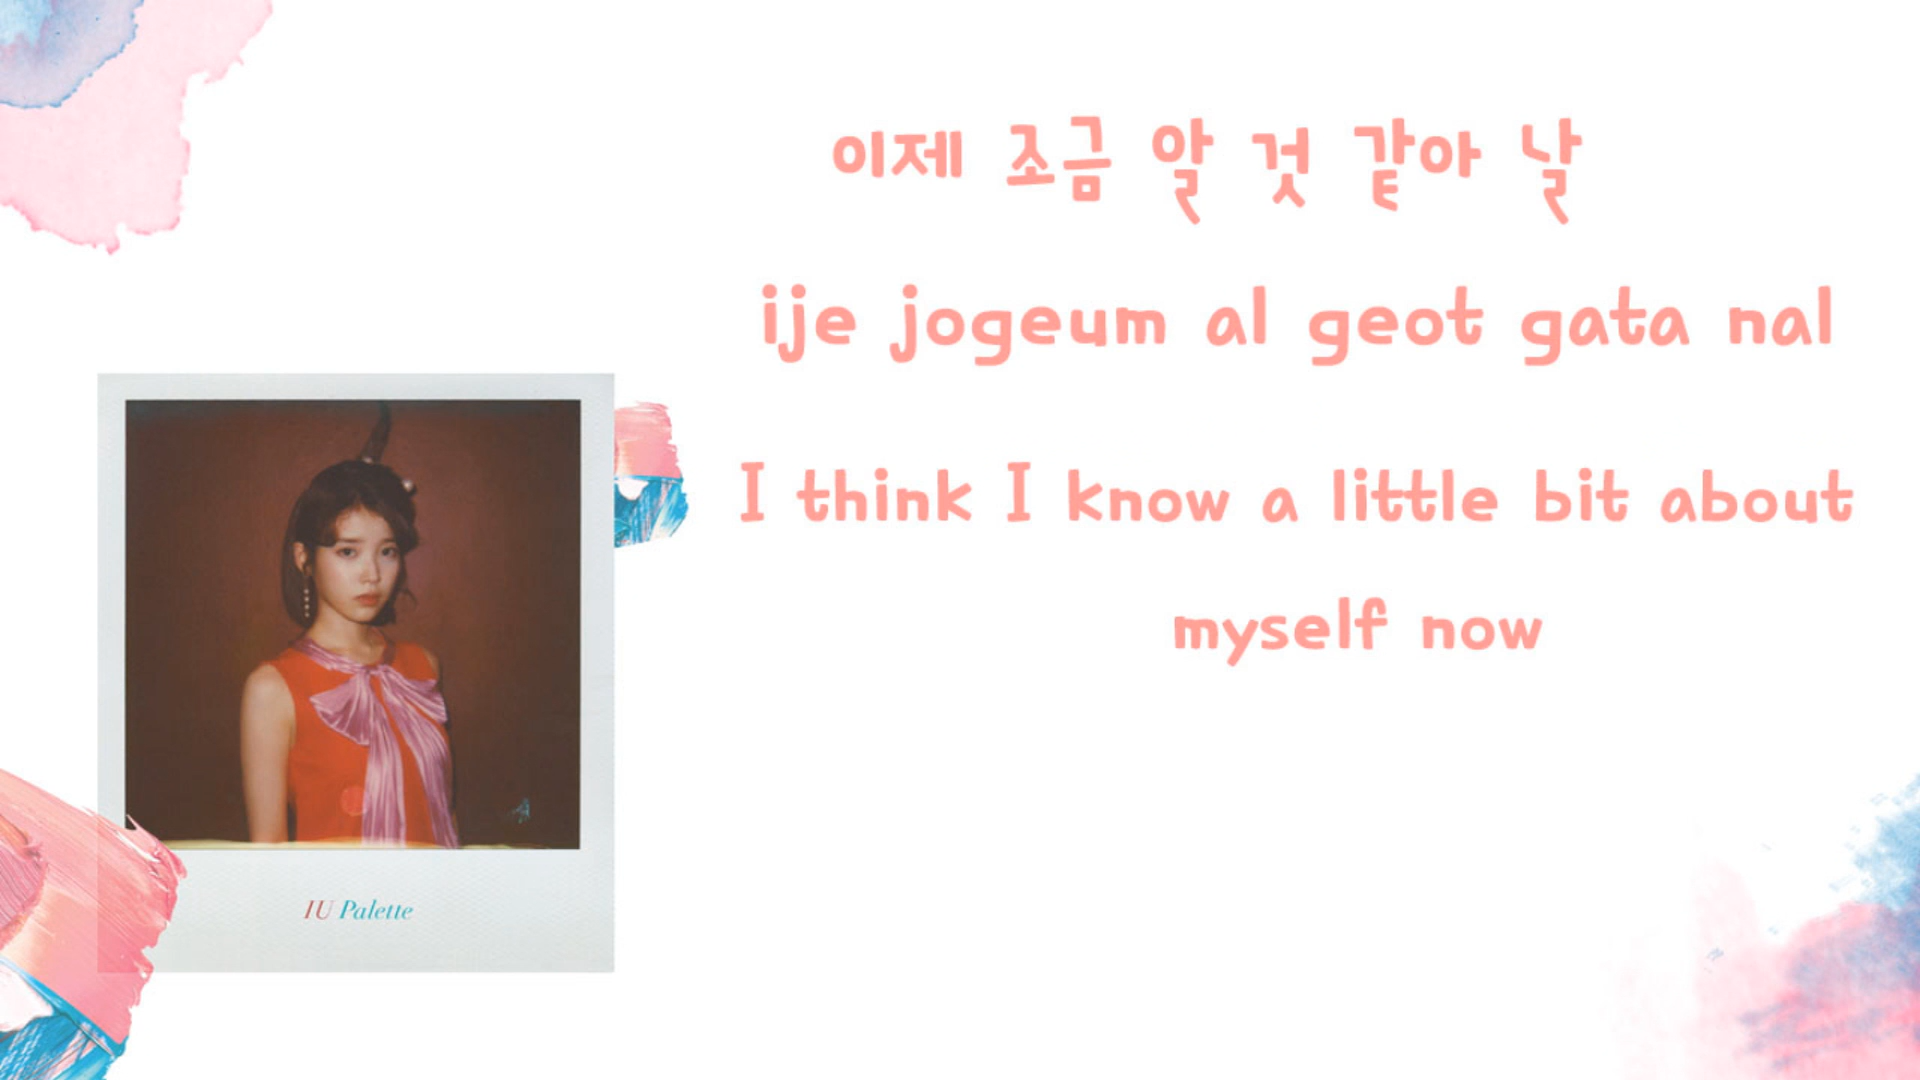 이제 조금 알 것 같아 날
ije jogeum al geot gata nal
I think I know a little bit about
myself now
IU Palette